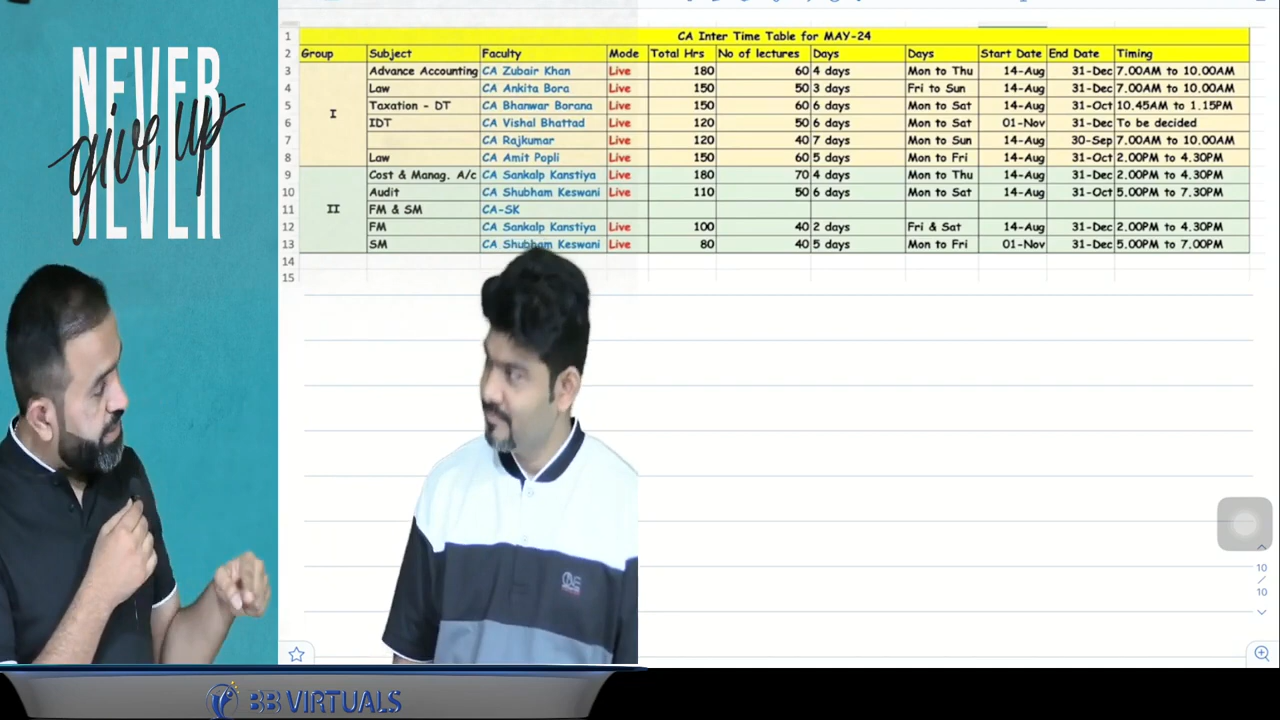 NEVER
give up
NEVER
1 CA Inter Time Table for MAY-24
2 Group Subject Faculty Mode Total Hrs No of lectures Days Days Start Date End Date Timing
3 Advance Accounting CA Zubair Khan Live 180 60 4 days Mon to Thu 14-Aug 31-Dec 7.00AM to 10.00AM
4 Law CA Ankita Bora Live 150 50 3 days Fri to Sun 14-Aug 31-Dec 7.00AM to 10.00AM
5 Taxation - DT CA Bhanwar Borana Live 150 60 6 days Mon to Sat 14-Aug 31-Oct 10.45AM to 1.15PM
I
6 IDT CA Vishal Bhattad Live 120 50 6 days Mon to Sat 01-Nov 31-Dec To be decided
7 CA Rajkumar Live 120 40 7 days Mon to Sun 14-Aug 30-Sep 7.00AM to 10.00AM
8 Law CA Amit Popli Live 150 60 5 days Mon to Fri 14-Aug 31-Oct 2.00PM to 4.30PM
9 Cost & Manag. A/c CA Sankalp Kanstiya Live 180 70 4 days Mon to Thu 14-Aug 31-Dec 2.00PM to 4.30PM
10 Audit CA Shubham Keswani Live 110 50 6 days Mon to Sat 14-Aug 31-Oct 5.00PM to 7.30PM
11 II FM & SM CA-SK
12 FM CA Sankalp Kanstiya Live 100 40 2 days Fri & Sat 14-Aug 31-Dec 2.00PM to 4.30PM
13 SM CA Shubham Keswani Live 80 40 5 days Mon to Fri 01-Nov 31-Dec 5.00PM to 7.00PM
14
15
10
/
10
BB VIRTUALS